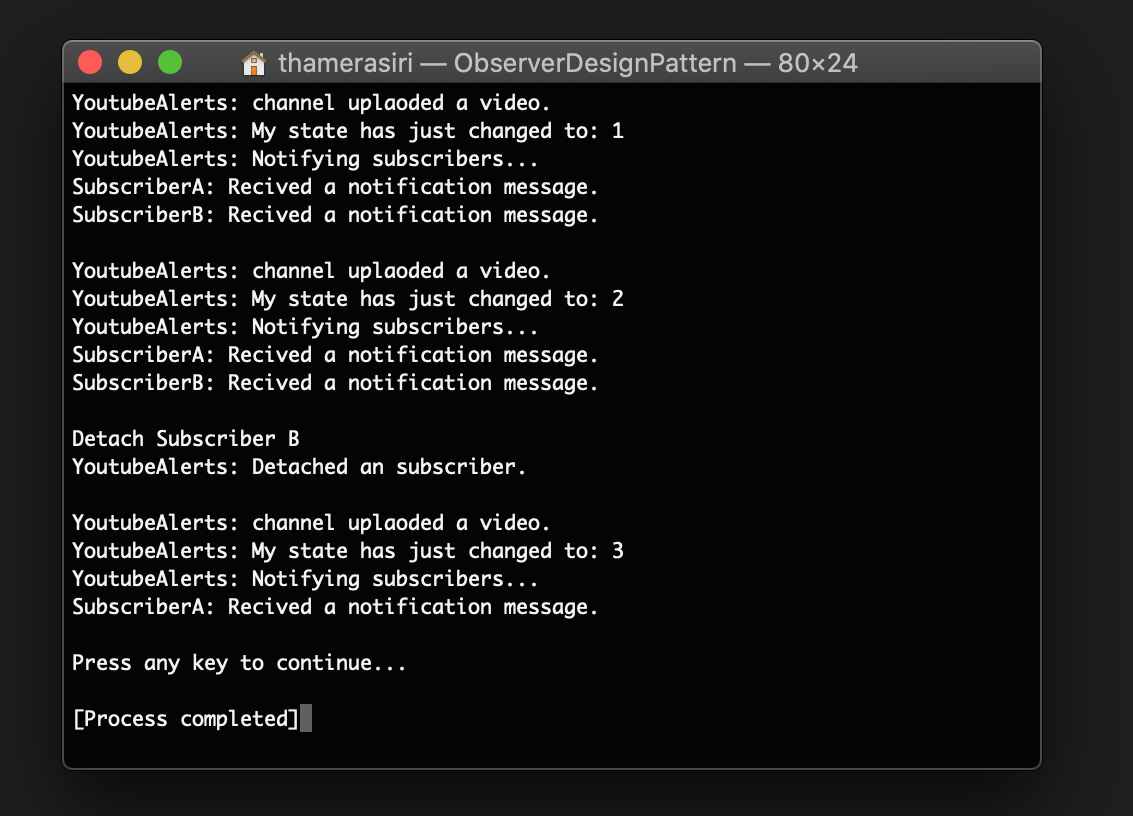 thamerasiri — ObserverDesignPattern — 80×24
YoutubeAlerts: channel uplaoded a video.
YoutubeAlerts: My state has just changed to: 1
YoutubeAlerts: Notifying subscribers...
SubscriberA: Recived a notification message.
SubscriberB: Recived a notification message.
YoutubeAlerts: channel uplaoded a video.
YoutubeAlerts: My state has just changed to: 2
YoutubeAlerts: Notifying subscribers...
SubscriberA: Recived a notification message.
SubscriberB: Recived a notification message.
Detach Subscriber B
YoutubeAlerts: Detached an subscriber.
YoutubeAlerts: channel uplaoded a video.
YoutubeAlerts: My state has just changed to: 3
YoutubeAlerts: Notifying subscribers...
SubscriberA: Recived a notification message.
Press any key to continue...
[Process completed]